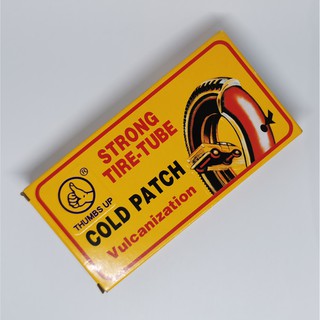 STRONG
TIRE-TUBE
®
THUMBS UP
COLD PATCH
Vulcanization